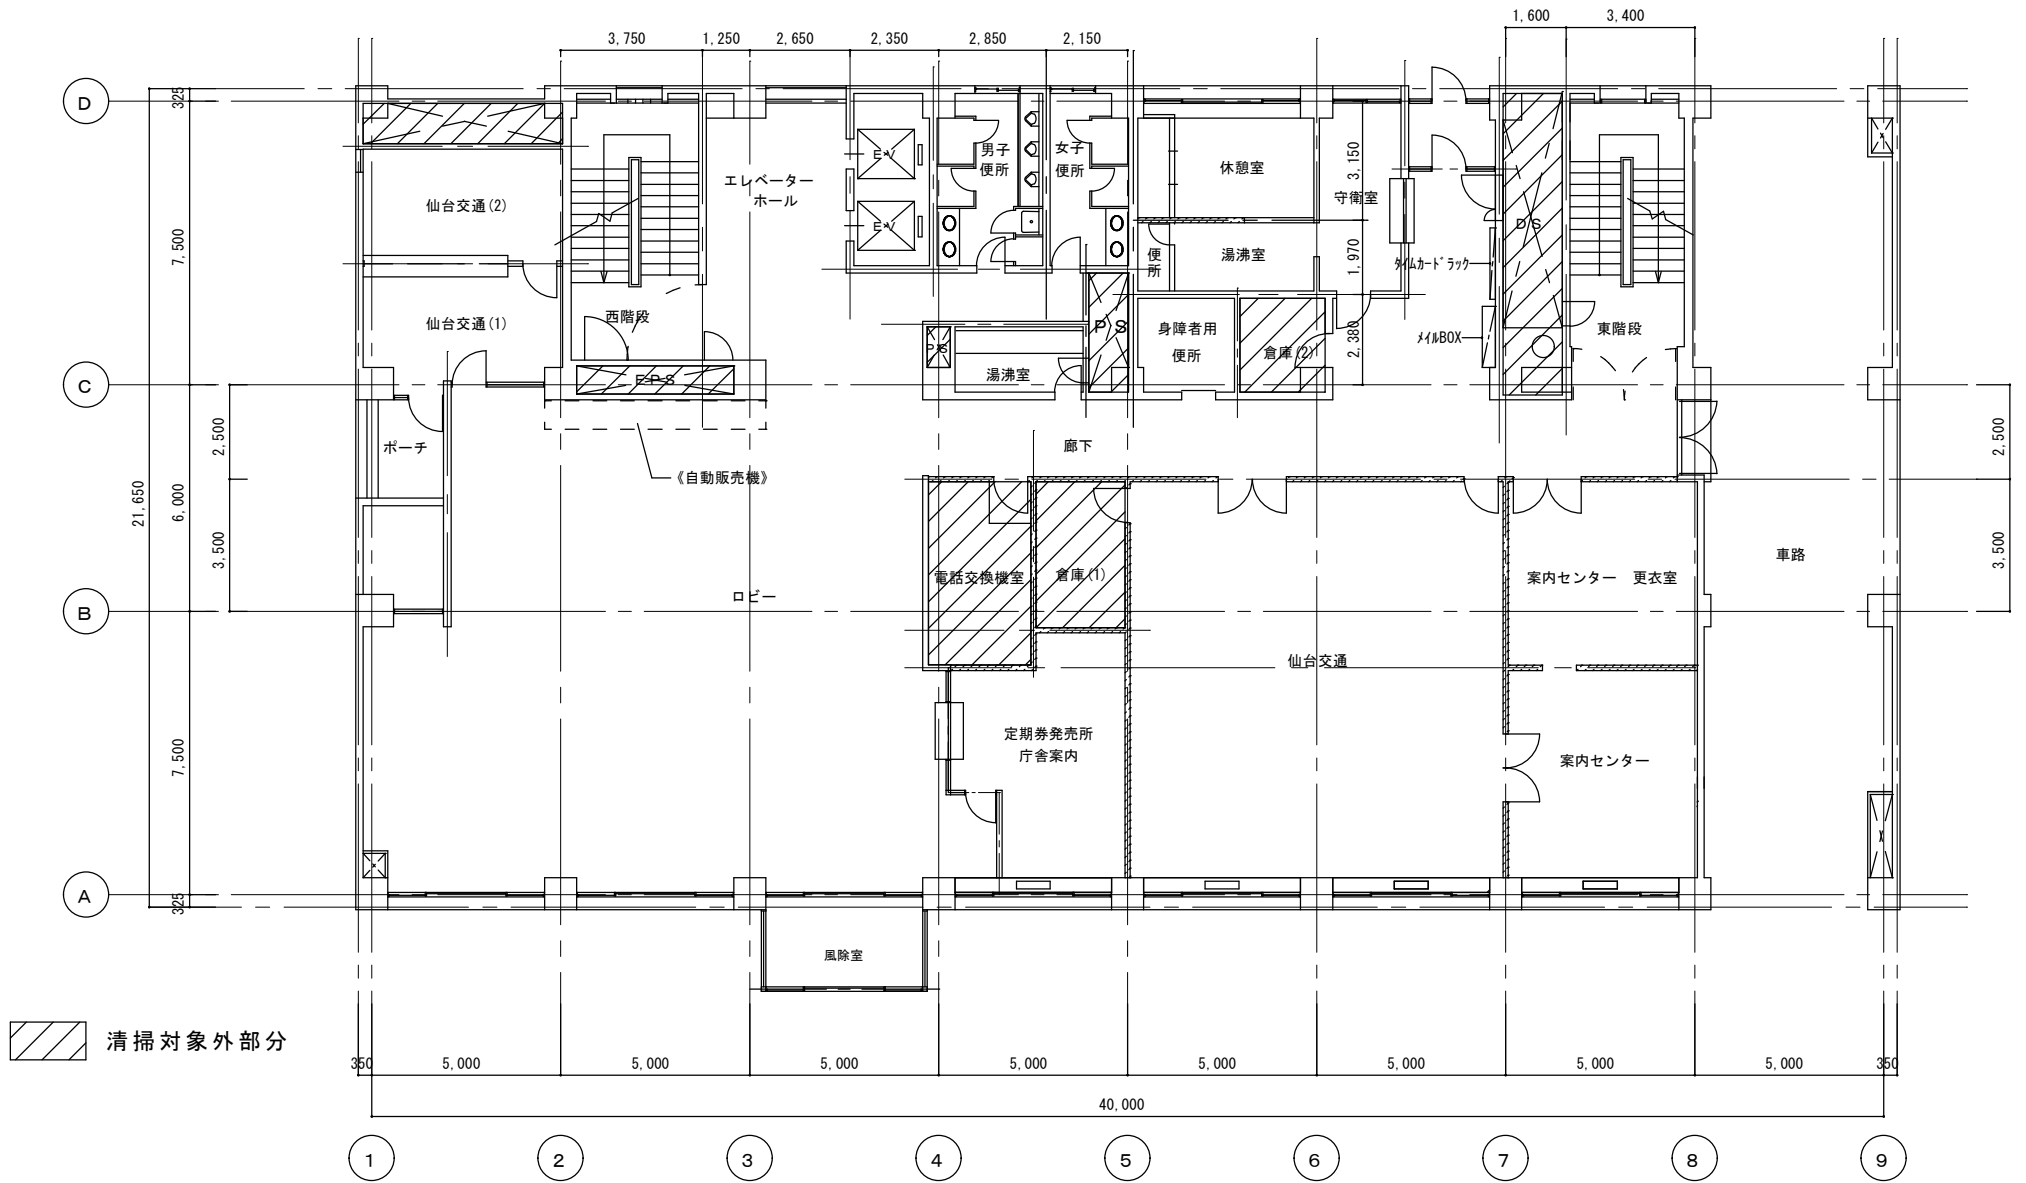 1,600
3,400
3,750
1,250
2,650
2,350
2,850
2,150
D
325
7,500
C
2,500
6,000
21,650
3,500
B
7,500
A
325
仙台交通(2)
仙台交通(1)
西階段
EPS
エレベーター
ホール
EV
EV
男子
便所
女子
便所
休憩室
3,150
守衛室
便所
湯沸室
1,970
タイムカードラック
DS
PS
PS
湯沸室
身障者用
便所
倉庫(2)
2,380
メイルBOX
東階段
ポーチ
《自動販売機》
廊下
2,500
3,500
電話交換機室
倉庫(1)
ロビー
案内センター 更衣室
車路
仙台交通
定期券発売所
庁舎案内
案内センター
風除室
清掃対象外部分
350
5,000
5,000
5,000
5,000
5,000
5,000
5,000
5,000
350
40,000
1
2
3
4
5
6
7
8
9